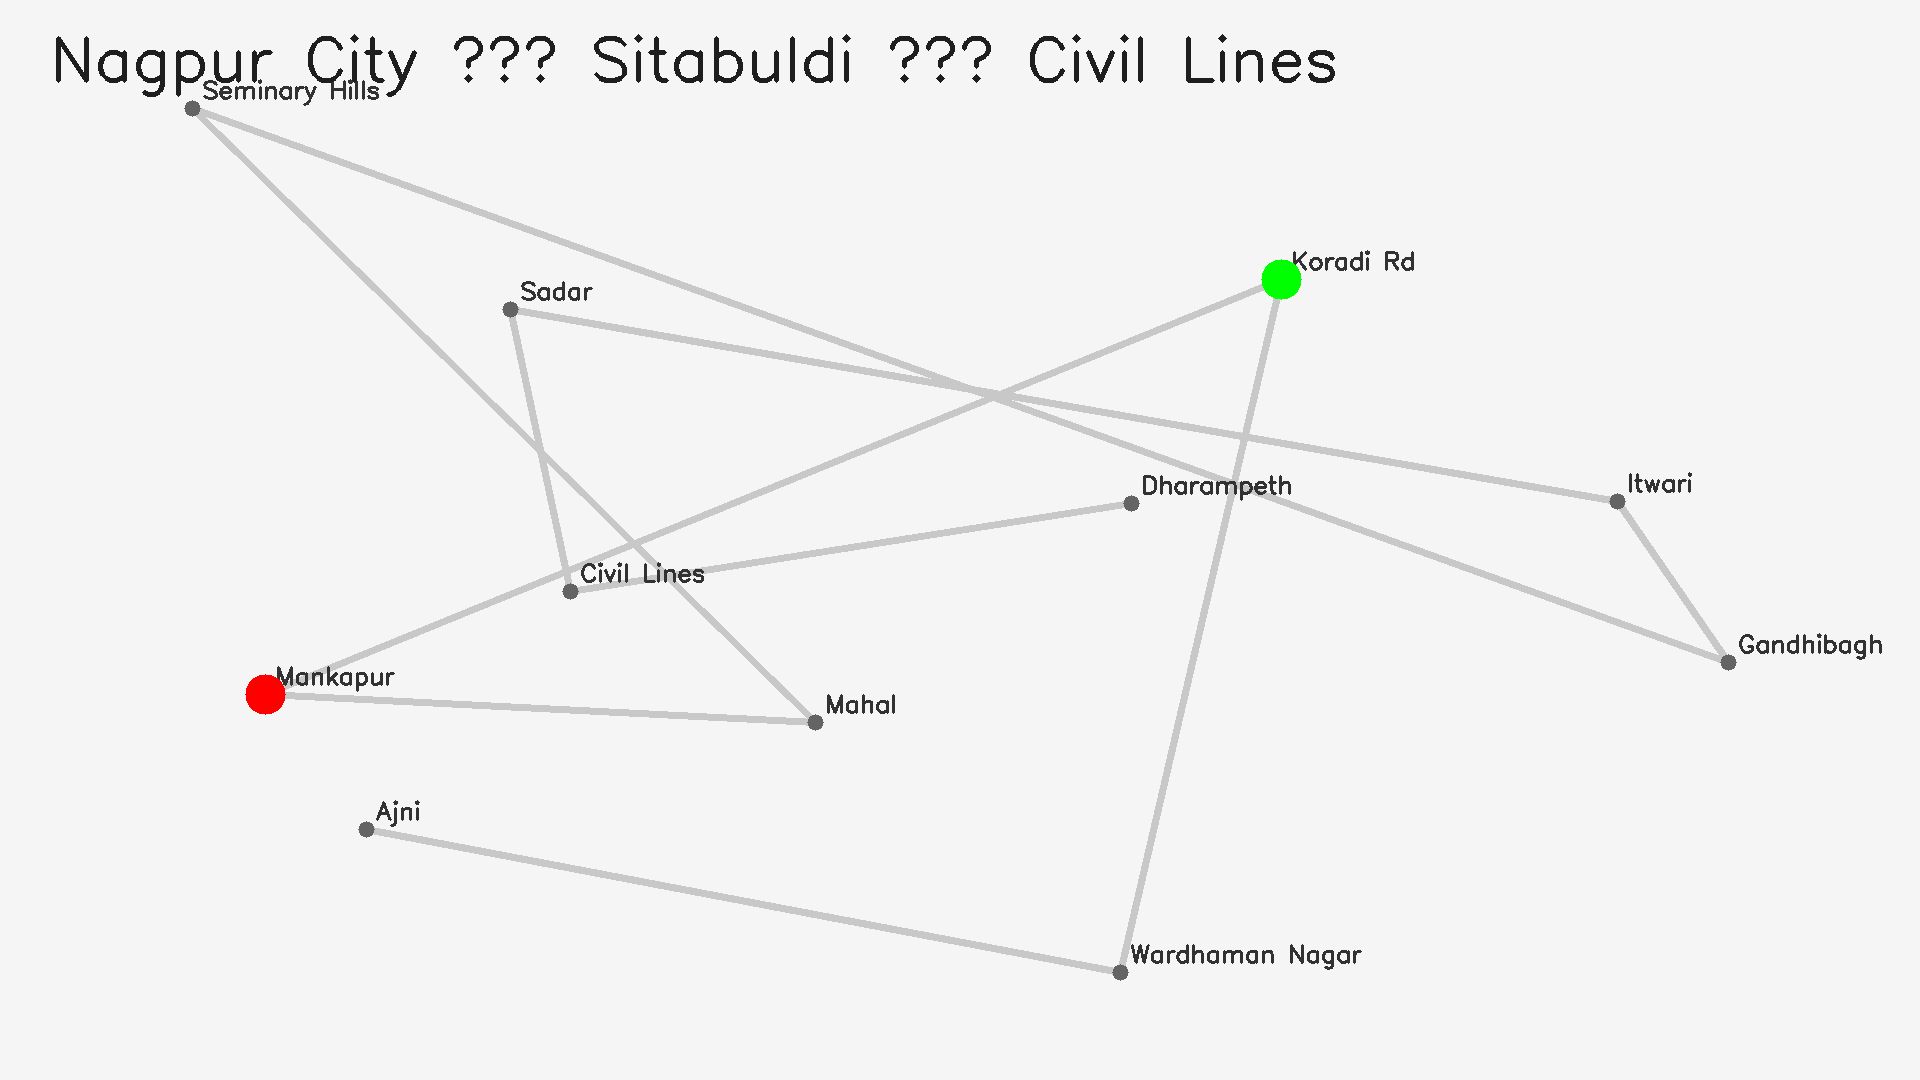 Nagpur City ??? Sitabuldi ??? Civil Lines
Seminary Hills
Koradi Rd
Sadar
Itwari
Dharampeth
Civil Lines
Gandhibagh
Mankapur
Mahal
Ajni
Wardhaman Nagar